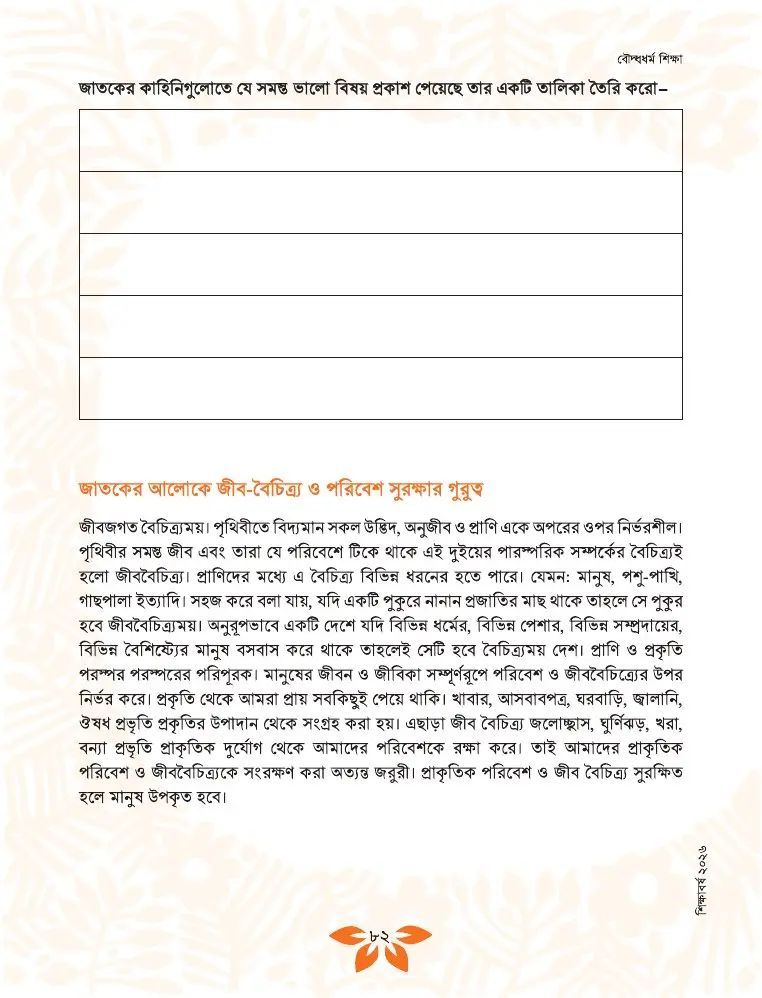 বৌদ্ধধর্ম শিক্ষা
জাতকের কাহিনিগুলোতে যে সমস্ত ভালো বিষয় প্রকাশ পেয়েছে তার একটি তালিকা তৈরি করো–
জাতকের আলোকে জীব-বৈচিত্র্য ও পরিবেশ সুরক্ষার গুরুত্ব
জীবজগত বৈচিত্র্যময়। পৃথিবীতে বিদ্যমান সকল উদ্ভিদ, অনুজীব ও প্রাণি একে অপরের ওপর নির্ভরশীল।
পৃথিবীর সমস্ত জীব এবং তারা যে পরিবেশে টিকে থাকে এই দুইয়ের পারস্পরিক সম্পর্কের বৈচিত্র্যই
হলো জীববৈচিত্র্য। প্রাণিদের মধ্যে এ বৈচিত্র্য বিভিন্ন ধরনের হতে পারে। যেমন: মানুষ, পশু-পাখি,
গাছপালা ইত্যাদি। সহজ করে বলা যায়, যদি একটি পুকুরে নানান প্রজাতির মাছ থাকে তাহলে সে পুকুর
হবে জীববৈচিত্র্যময়। অনুরূপভাবে একটি দেশে যদি বিভিন্ন ধর্মের, বিভিন্ন পেশার, বিভিন্ন সম্প্রদায়ের,
বিভিন্ন বৈশিষ্ট্যের মানুষ বসবাস করে থাকে তাহলেই সেটি হবে বৈচিত্র্যময় দেশ। প্রাণি ও প্রকৃতি
পরস্পর পরস্পরের পরিপূরক। মানুষের জীবন ও জীবিকা সম্পূর্ণরূপে পরিবেশ ও জীববৈচিত্র্যের উপর
নির্ভর করে। প্রকৃতি থেকে আমরা প্রায় সবকিছুই পেয়ে থাকি। খাবার, আসবাবপত্র, ঘরবাড়ি, জ্বালানি,
ঔষধ প্রভৃতি প্রকৃতির উপাদান থেকে সংগ্রহ করা হয়। এছাড়া জীব বৈচিত্র্য জলোচ্ছ্বাস, ঘুর্ণিঝড়, খরা,
বন্যা প্রভৃতি প্রাকৃতিক দুর্যোগ থেকে আমাদের পরিবেশকে রক্ষা করে। তাই আমাদের প্রাকৃতিক
পরিবেশ ও জীববৈচিত্র্যকে সংরক্ষণ করা অত্যন্ত জরুরী। প্রাকৃতিক পরিবেশ ও জীব বৈচিত্র্য সুরক্ষিত
হলে মানুষ উপকৃত হবে।
শিক্ষাবর্ষ ২০২৬
৮২